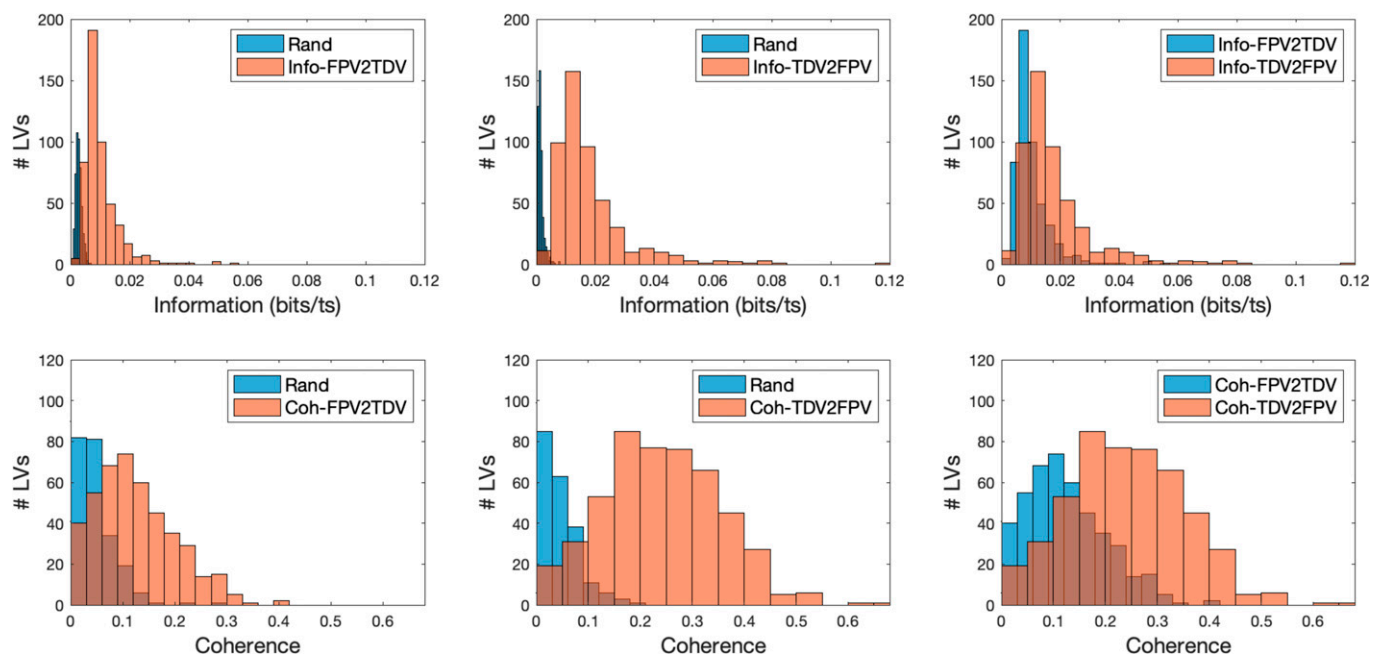 200
150
100
50
0
# LVs
Rand
Info-FPV2TDV
0 0.02 0.04 0.06 0.08 0.1 0.12
Information (bits/ts)
200
150
100
50
0
# LVs
Rand
Info-TDV2FPV
0 0.02 0.04 0.06 0.08 0.1 0.12
Information (bits/ts)
200
150
100
50
0
# LVs
Info-FPV2TDV
Info-TDV2FPV
0 0.02 0.04 0.06 0.08 0.1 0.12
Information (bits/ts)
120
100
80
60
40
20
0
# LVs
Rand
Coh-FPV2TDV
0 0.1 0.2 0.3 0.4 0.5 0.6
Coherence
120
100
80
60
40
20
0
# LVs
Rand
Coh-TDV2FPV
0 0.1 0.2 0.3 0.4 0.5 0.6
Coherence
120
100
80
60
40
20
0
# LVs
Coh-FPV2TDV
Coh-TDV2FPV
0 0.1 0.2 0.3 0.4 0.5 0.6
Coherence